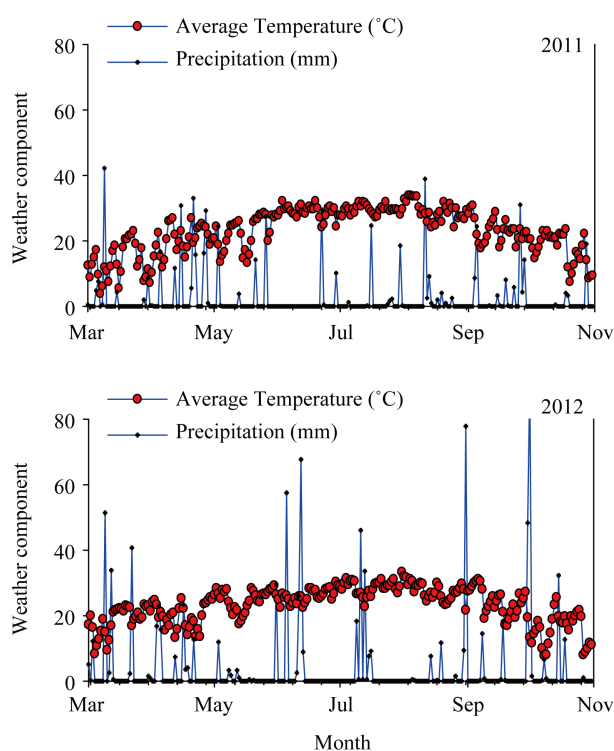 Average Temperature (˚C)
Precipitation (mm)
2011
80
60
40
20
0
Weather component
Mar May Jul Sep Nov
Average Temperature (˚C)
Precipitation (mm)
2012
80
60
40
20
0
Weather component
Mar May Jul Sep Nov
Month